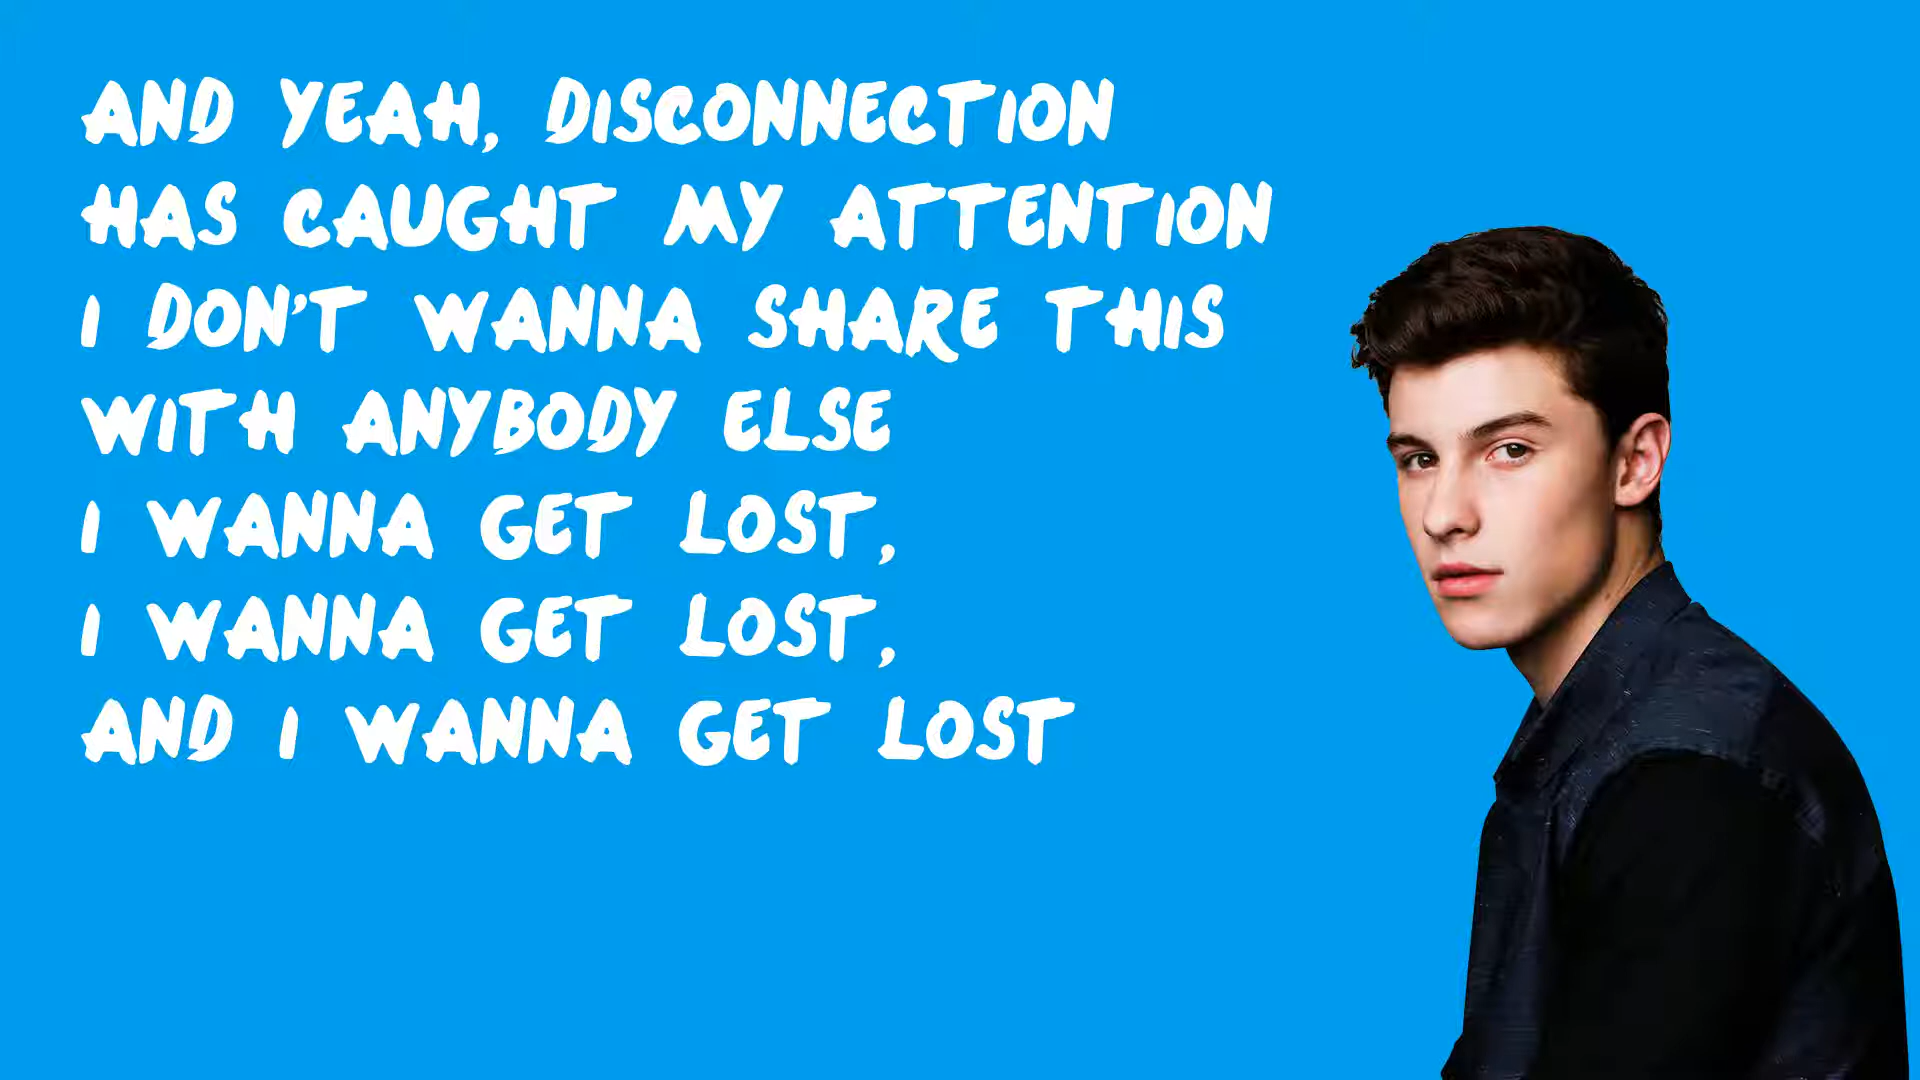 AND YEAH, DISCONNECTION
HAS CAUGHT MY ATTENTION
I DON'T WANNA SHARE THIS
WITH ANYBODY ELSE
I WANNA GET LOST,
I WANNA GET LOST,
AND I WANNA GET LOST